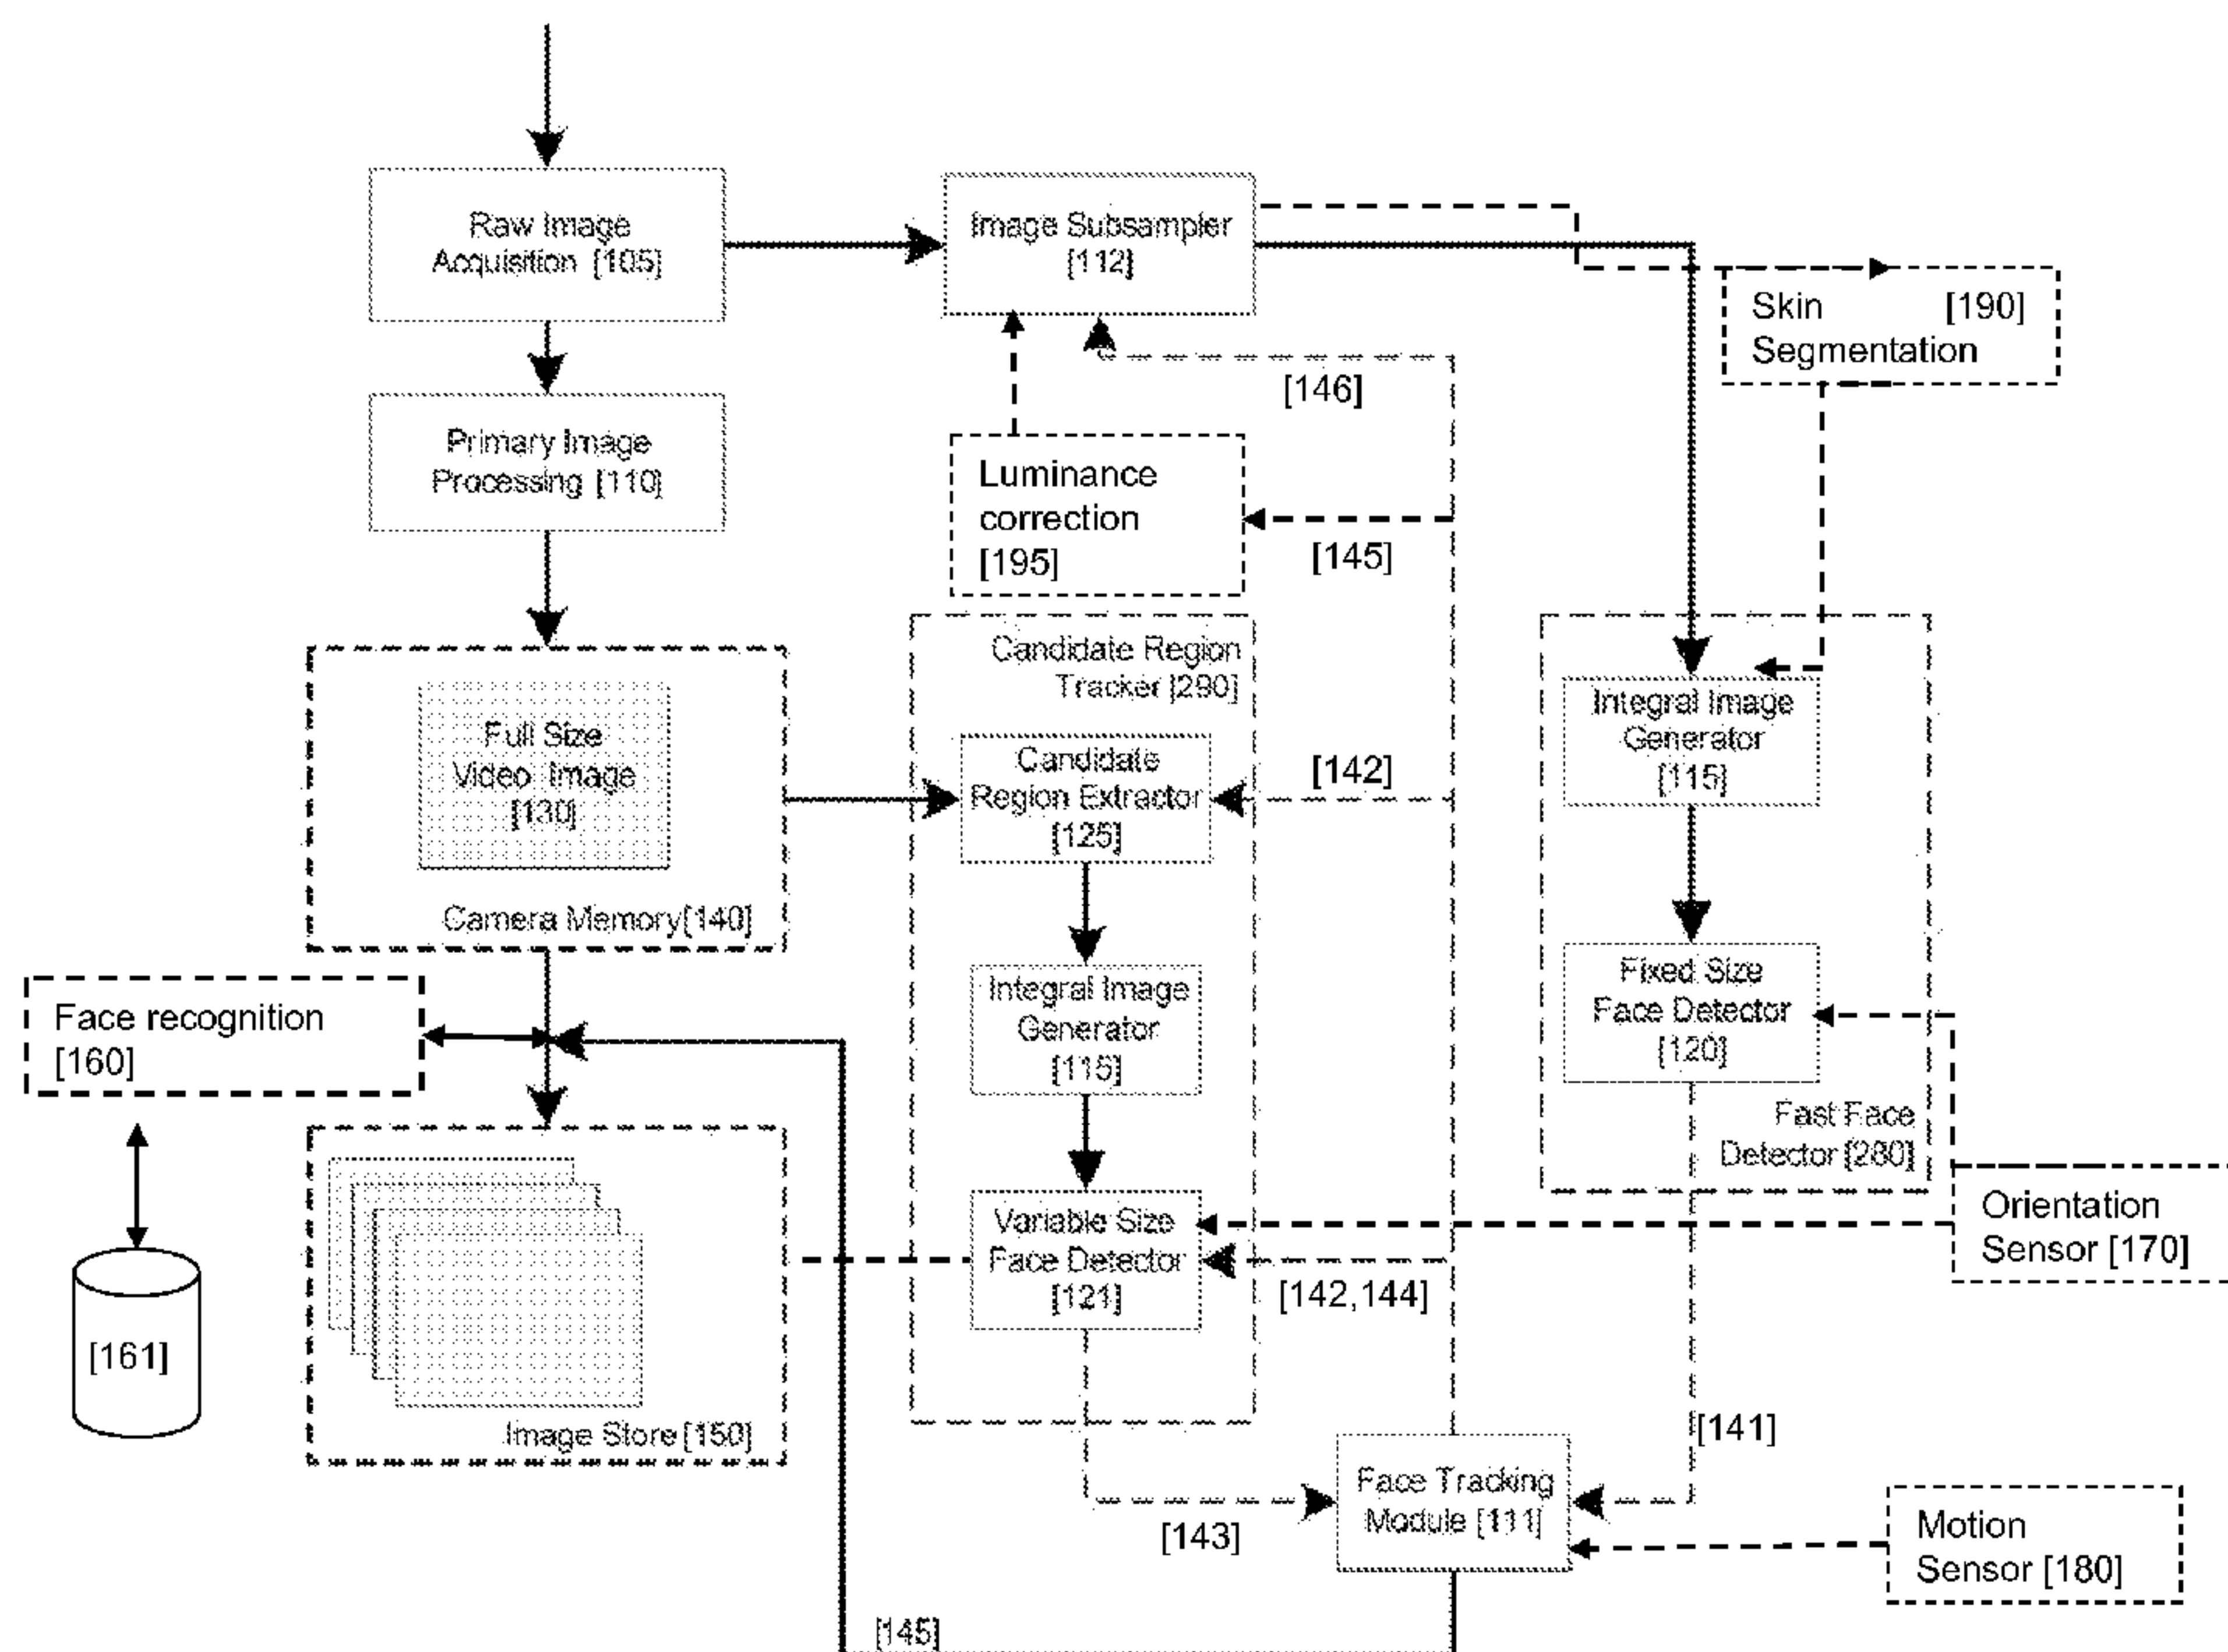 Raw Image
Acquisition [105]
Image Subsampler
[112]
Skin [190]
Segmentation
[146]
Primary Image
Processing [110]
Luminance
correction
[195]
[145]
Candidate Region
Tracker [290]
Full Size
Video Image
[130]
Camera Memory[140]
Candidate
Region Extractor
[125]
[142]
Integral Image
Generator
[115]
Face recognition
[160]
Integral Image
Generator
[115]
Fixed Size
Face Detector
[120]
Fast Face
Detector [280]
Variable Size
Face Detector
[121]
[142,144]
Orientation
Sensor [170]
[161]
Image Store [150]
[141]
Face Tracking
Module [111]
[143]
Motion
Sensor [180]
[145]